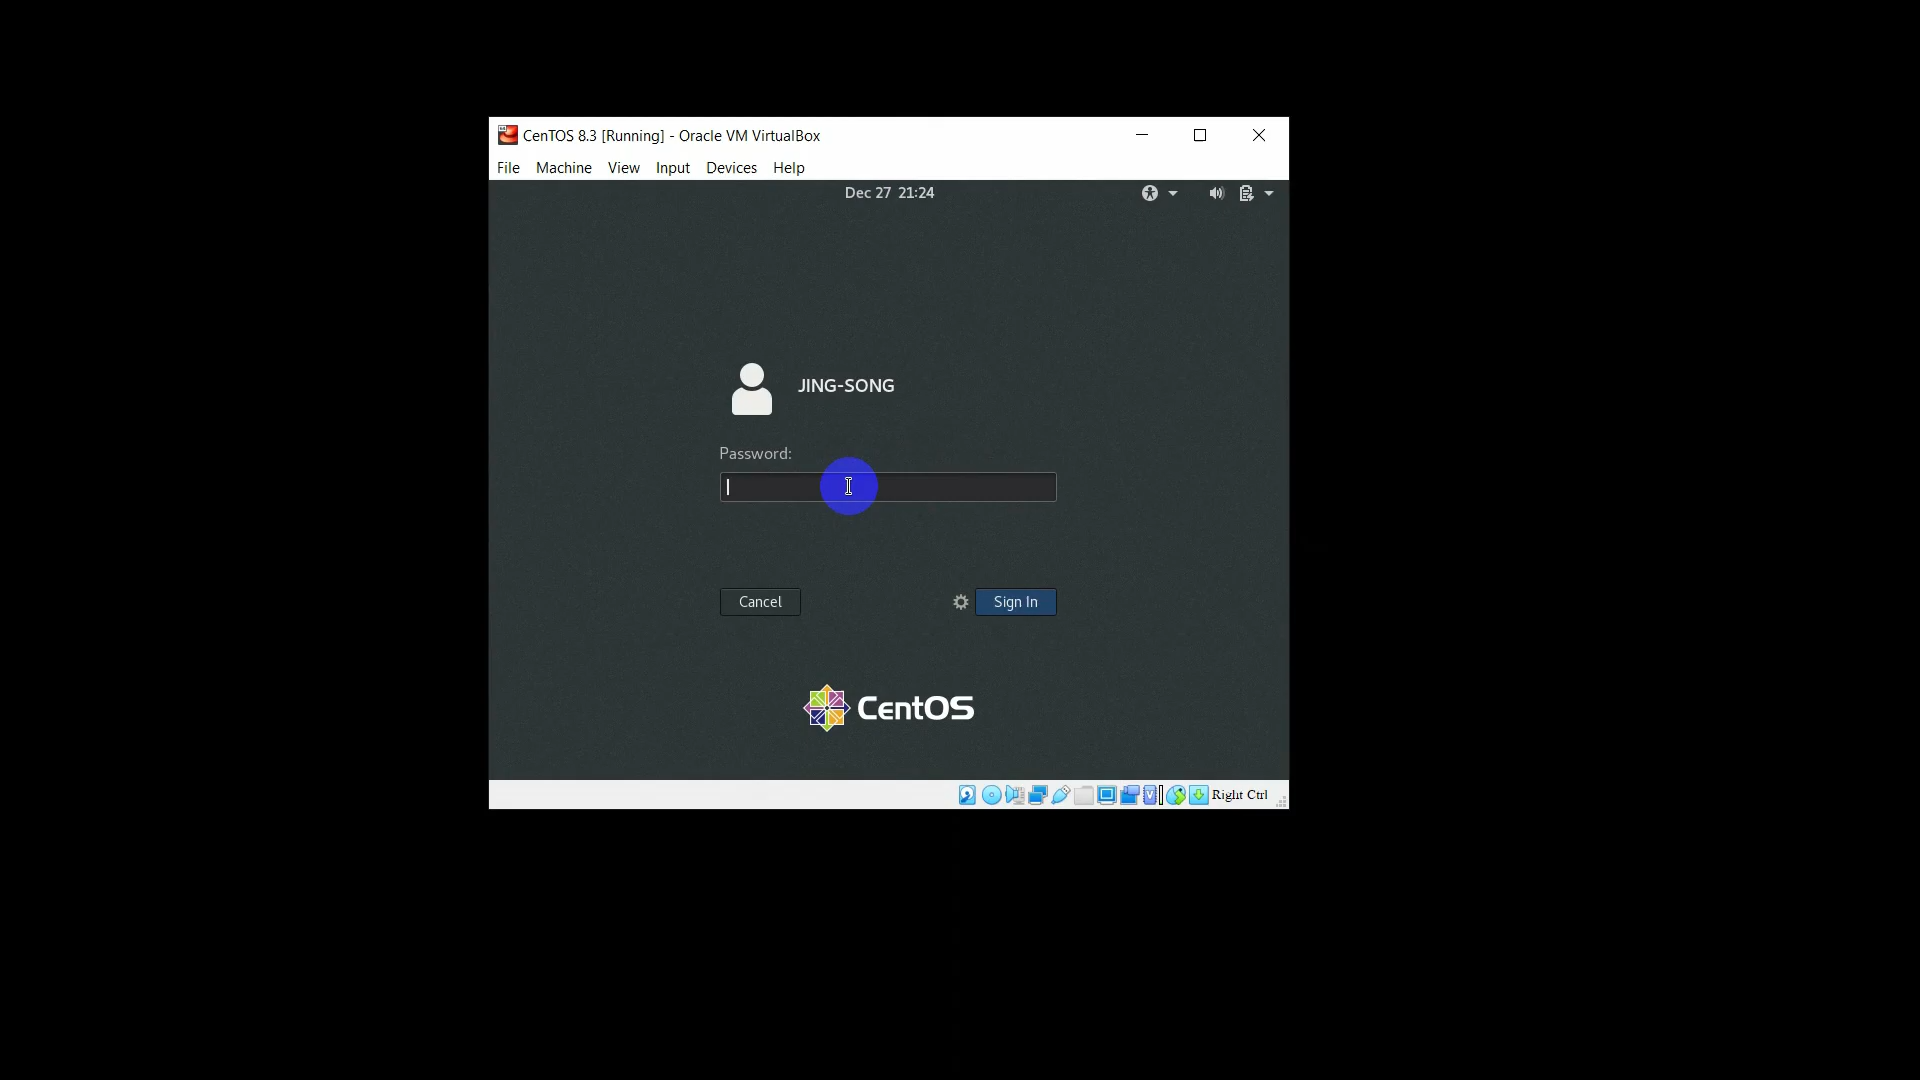 CentOS 8.3 [Running] - Oracle VM VirtualBox
File Machine View Input Devices Help
Dec 27 21:24
JING-SONG
Password:
Cancel Sign In
CentOS
Right Ctrl